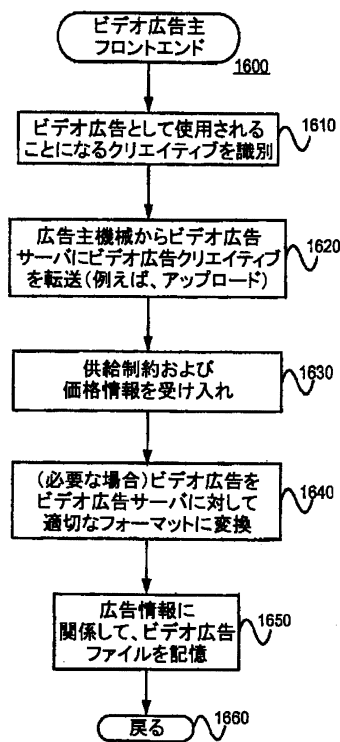 ビデオ広告主
フロントエンド
1600
ビデオ広告として使用される
ことになるクリエイティブを識別
1610
広告主機械からビデオ広告
サーバにビデオ広告クリエイティブ
を転送(例えば、アップロード)
1620
供給制約および
価格情報を受け入れ
1630
(必要な場合)ビデオ広告を
ビデオ広告サーバに対して
適切なフォーマットに変換
1640
広告情報に
関係して、ビデオ広告
ファイルを記憶
1650
戻る
1660